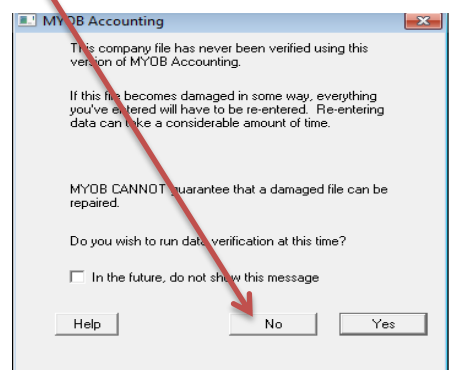 MYOB Accounting
This company file has never been verified using this
version of MYOB Accounting.
If this file becomes damaged in some way, everything
you've entered will have to be re-entered. Re-entering
data can take a considerable amount of time.
MYOB CANNOT guarantee that a damaged file can be
repaired.
Do you wish to run data verification at this time?
In the future, do not show this message
Help No Yes